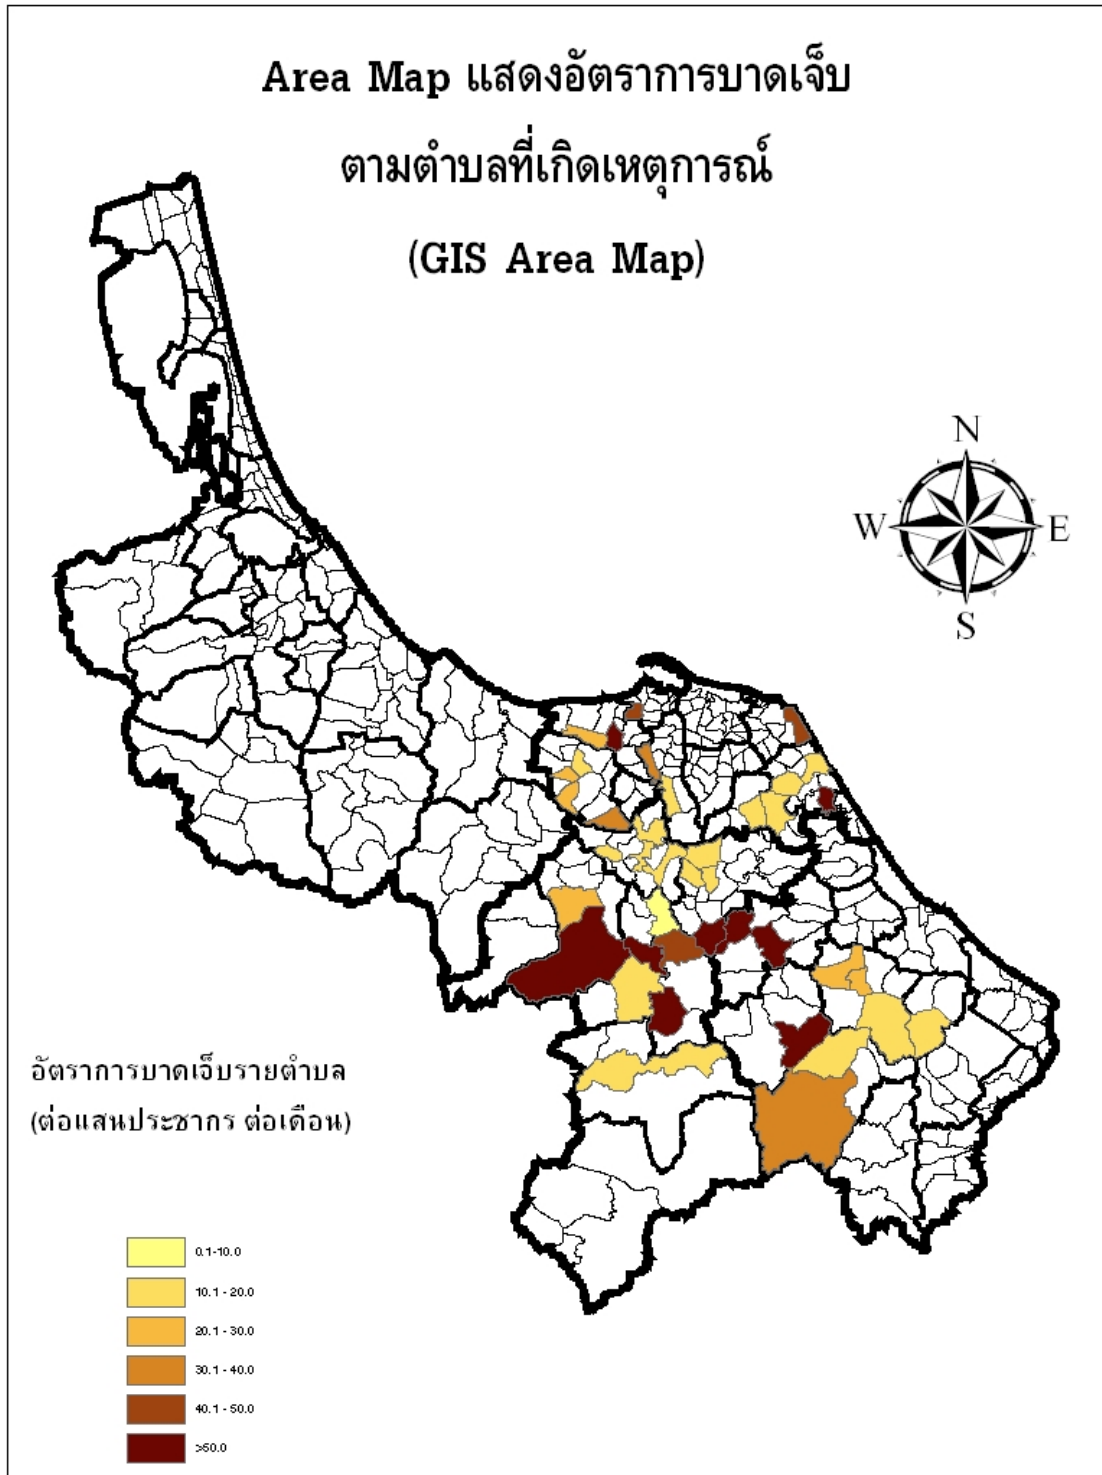 Area Map แสดงอัตราการบาดเจ็บ
ตามตำบลที่เกิดเหตุการณ์
(GIS Area Map)
N
W
E
S
อัตราการบาดเจ็บรายตำบล
(ต่อแสนประชากร ต่อเดือน)
0.1-10.0
10.1 - 20.0
20.1 - 30.0
30.1 - 40.0
40.1 - 50.0
>50.0